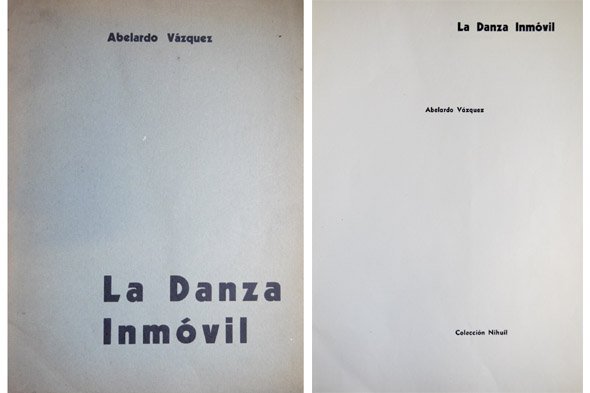 Abelardo Vázquez
La Danza
Inmóvil
La Danza Inmóvil
Abelardo Vázquez
Colección Nihuil